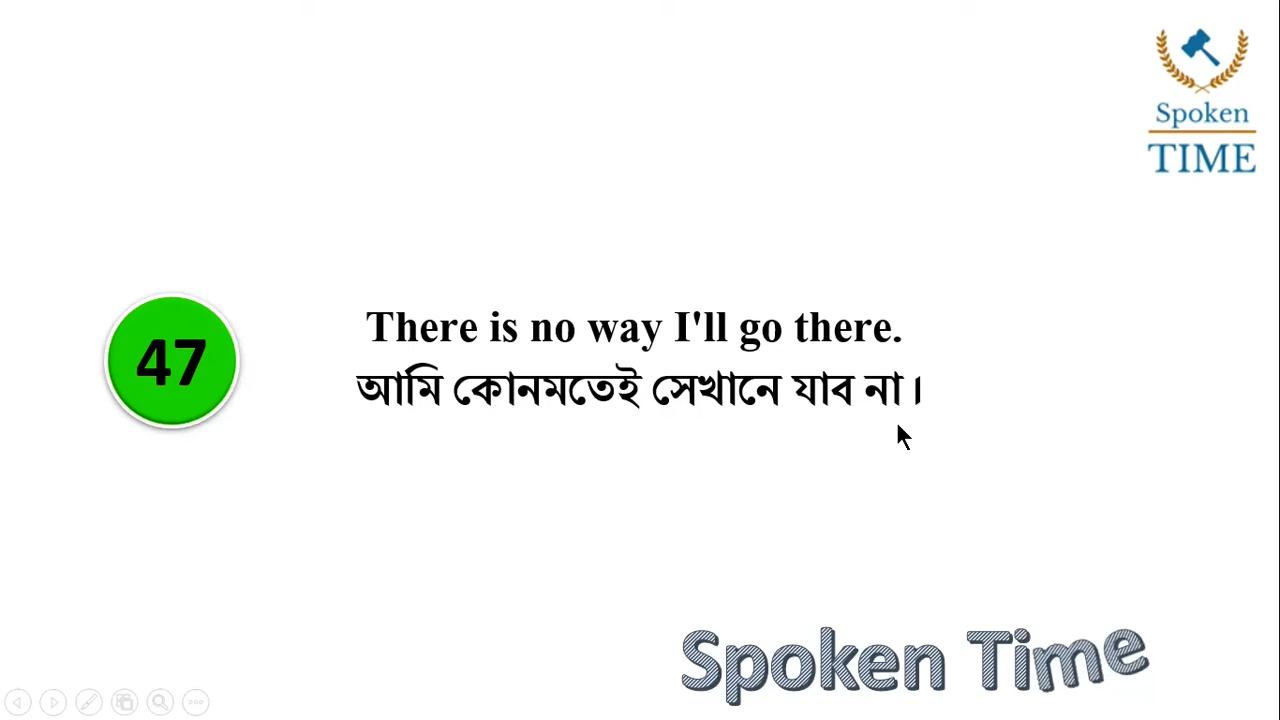 Spoken
TIME
47
There is no way I'll go there.
আমি কোনমতেই সেখানে যাব না।
Spoken Time